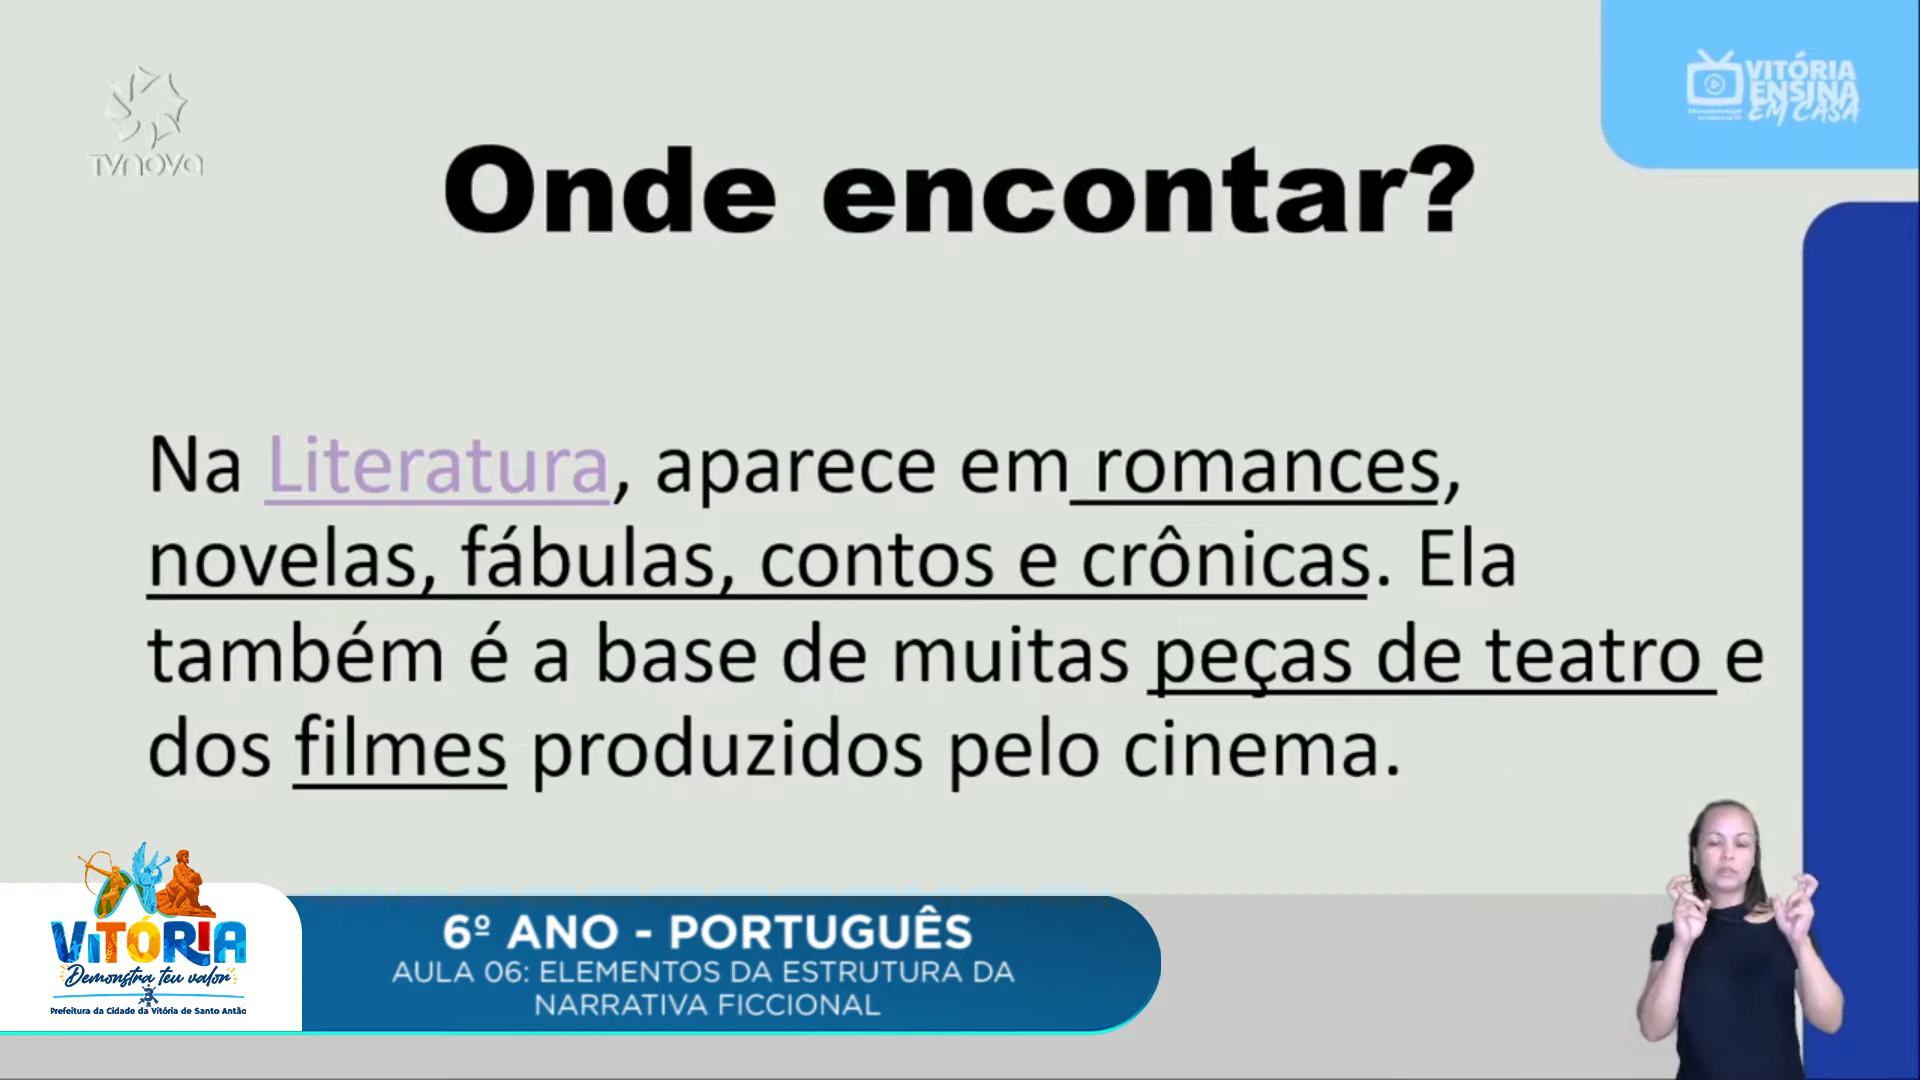 TVNOVA
VITÓRIA
ENSINA
EM CASA
Onde encontar?
Na Literatura, aparece em romances,
novelas, fábulas, contos e crônicas. Ela
também é a base de muitas peças de teatro e
dos filmes produzidos pelo cinema.
VITÓRIA
Demonstra teu valor
Prefeitura da Cidade da Vitória de Santo Antão
6º ANO - PORTUGUÊS
AULA 06: ELEMENTOS DA ESTRUTURA DA
NARRATIVA FICCIONAL